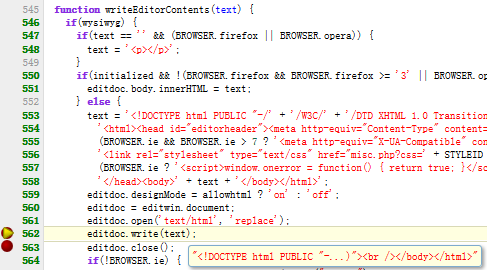 545 function writeEditorContents(text) {
546 if(wysiwyg) {
547 if(text == '' && (BROWSER.firefox || BROWSER.opera)) {
548 text = '<p></p>';
549 }
550 if(initialized && !(BROWSER.firefox && BROWSER.firefox >= '3' || BROWSER.op
551 editdoc.body.innerHTML = text;
552 } else {
553 text = '<!DOCTYPE html PUBLIC "-/' + '/W3C/' + '/DTD XHTML 1.0 Transition
554 '<html><head id="editorheader"><meta http-equiv="Content-Type" content=
555 (BROWSER.ie && BROWSER.ie > 7 ? '<meta http-equiv="X-UA-Compatible" con
556 '<link rel="stylesheet" type="text/css" href="misc.php?css=' + STYLEID
557 (BROWSER.ie ? '<script>window.onerror = function() { return true; }</sc
558 '</head><body>' + text + '</body></html>';
559 editdoc.designMode = allowhtml ? 'on' : 'off';
560 editdoc = editwin.document;
561 editdoc.open('text/html', 'replace');
562 editdoc.write(text);
563 editdoc.close();
564 if(!BROWSER.ie) {
"<!DOCTYPE html PUBLIC "-...)"><br /></body></html>"